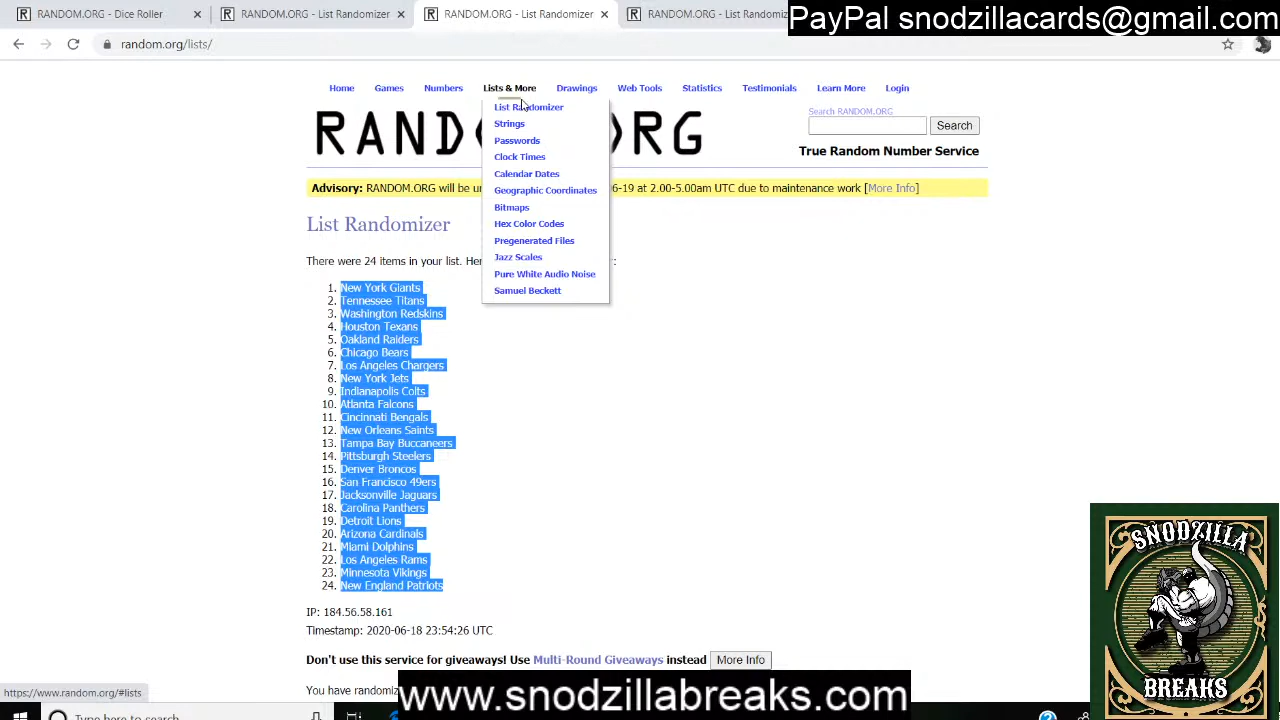 RANDOM.ORG - Dice Roller
RANDOM.ORG - List Randomizer
RANDOM.ORG - List Randomizer
RANDOM.ORG - List Rand
PayPal snodzillacards@gmail.com
random.org/lists/
Home Games Numbers Lists & More Drawings Web Tools Statistics Testimonials Learn More Login
List Randomizer
Strings
Passwords
Clock Times
Calendar Dates
Geographic Coordinates
Bitmaps
Hex Color Codes
Pregenerated Files
Jazz Scales
Pure White Audio Noise
Samuel Beckett
Search RANDOM.ORG
Search
True Random Number Service
Advisory: RANDOM.ORG will be un 06-19 at 2.00-5.00am UTC due to maintenance work [More Info]
List Randomizer
There were 24 items in your list. Her :
1. New York Giants
2. Tennessee Titans
3. Washington Redskins
4. Houston Texans
5. Oakland Raiders
6. Chicago Bears
7. Los Angeles Chargers
8. New York Jets
9. Indianapolis Colts
10. Atlanta Falcons
11. Cincinnati Bengals
12. New Orleans Saints
13. Tampa Bay Buccaneers
14. Pittsburgh Steelers
15. Denver Broncos
16. San Francisco 49ers
17. Jacksonville Jaguars
18. Carolina Panthers
19. Detroit Lions
20. Arizona Cardinals
21. Miami Dolphins
22. Los Angeles Rams
23. Minnesota Vikings
24. New England Patriots
IP: 184.56.58.161
Timestamp: 2020-06-18 23:54:26 UTC
Don't use this service for giveaways! Use Multi-Round Giveaways instead More Info
You have randomiz
https://www.random.org/#lists
www.snodzillabreaks.com
Type here to search
SNODZILLA
BREAKS